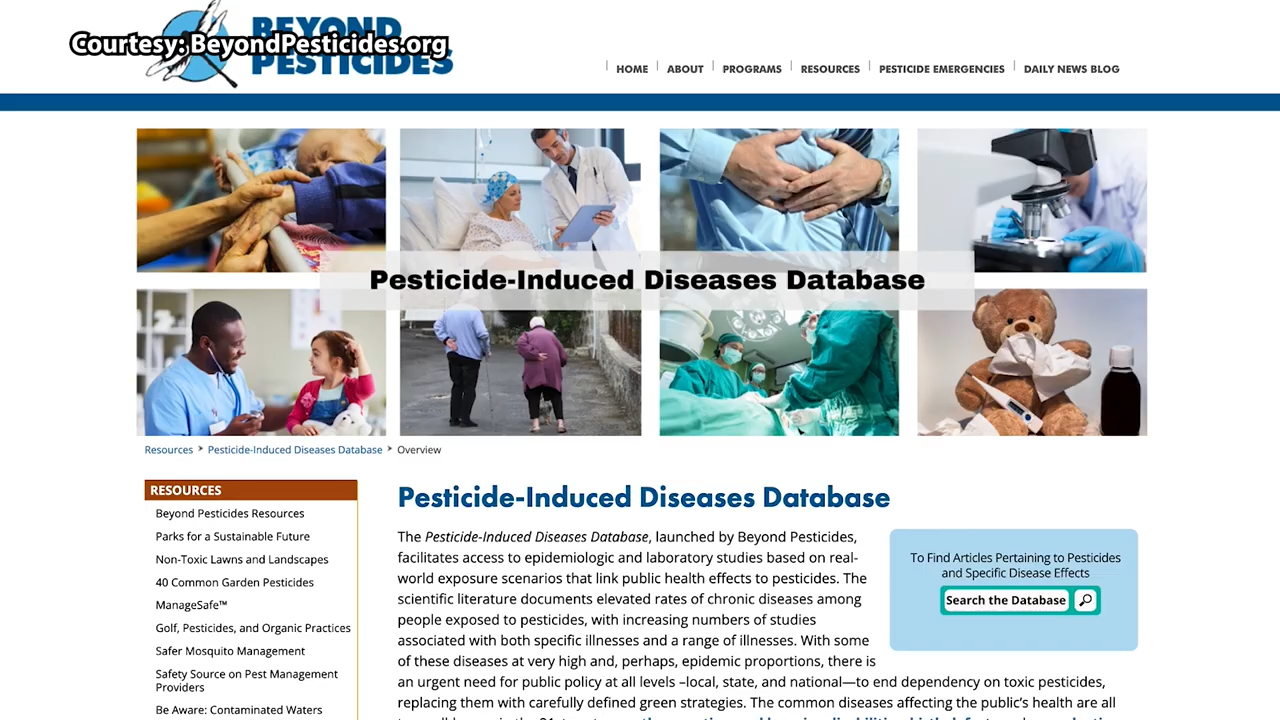 BEYOND
PESTICIDES
Courtesy: BeyondPesticides.org
HOME ABOUT PROGRAMS RESOURCES PESTICIDE EMERGENCIES DAILY NEWS BLOG
Pesticide-Induced Diseases Database
Resources > Pesticide-Induced Diseases Database > Overview
RESOURCES
Beyond Pesticides Resources
Parks for a Sustainable Future
Non-Toxic Lawns and Landscapes
40 Common Garden Pesticides
ManageSafe™
Golf, Pesticides, and Organic Practices
Safer Mosquito Management
Safety Source on Pest Management
Providers
Be Aware: Contaminated Waters
Pesticide-Induced Diseases Database
The Pesticide-Induced Diseases Database, launched by Beyond Pesticides,
facilitates access to epidemiologic and laboratory studies based on real-
world exposure scenarios that link public health effects to pesticides. The
scientific literature documents elevated rates of chronic diseases among
people exposed to pesticides, with increasing numbers of studies
associated with both specific illnesses and a range of illnesses. With some
of these diseases at very high and, perhaps, epidemic proportions, there is
an urgent need for public policy at all levels –local, state, and national—to end dependency on toxic pesticides,
replacing them with carefully defined green strategies. The common diseases affecting the public's health are all
To Find Articles Pertaining to Pesticides
and Specific Disease Effects
Search the Database